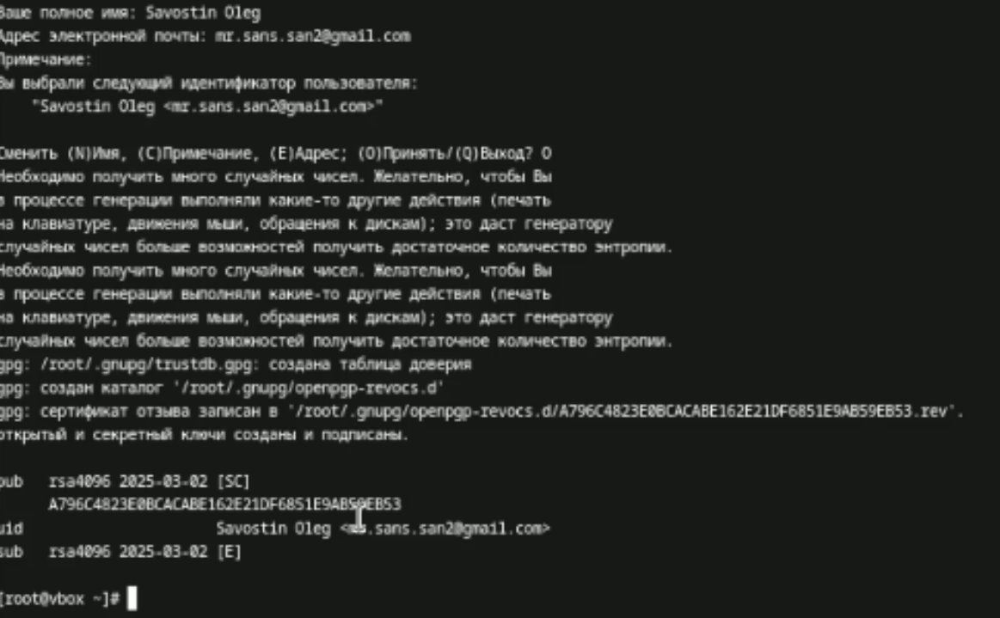 Ваше полное имя: Savostin Oleg
Адрес электронной почты: mr.sans.san2@gmail.com
Примечание:
Вы выбрали следующий идентификатор пользователя:
"Savostin Oleg <mr.sans.san2@gmail.com>"
Сменить (N)Имя, (C)Примечание, (E)Адрес; (O)Принять/(Q)Выход? O
Необходимо получить много случайных чисел. Желательно, чтобы Вы
в процессе генерации выполняли какие-то другие действия (печать
на клавиатуре, движения мыши, обращения к дискам); это даст генератору
случайных чисел больше возможностей получить достаточное количество энтропии.
Необходимо получить много случайных чисел. Желательно, чтобы Вы
в процессе генерации выполняли какие-то другие действия (печать
на клавиатуре, движения мыши, обращения к дискам); это даст генератору
случайных чисел больше возможностей получить достаточное количество энтропии.
gpg: /root/.gnupg/trustdb.gpg: создана таблица доверия
gpg: создан каталог '/root/.gnupg/openpgp-revocs.d'
gpg: сертификат отзыва записан в '/root/.gnupg/openpgp-revocs.d/A796C4823E0BCACABE162E21DF6851E9AB59EB53.rev'.
открытый и секретный ключи созданы и подписаны.
pub   rsa4096 2025-03-02 [SC]
A796C4823E0BCACABE162E21DF6851E9AB59EB53
uid                      Savostin Oleg <mr.sans.san2@gmail.com>
sub   rsa4096 2025-03-02 [E]
[root@vbox ~]#